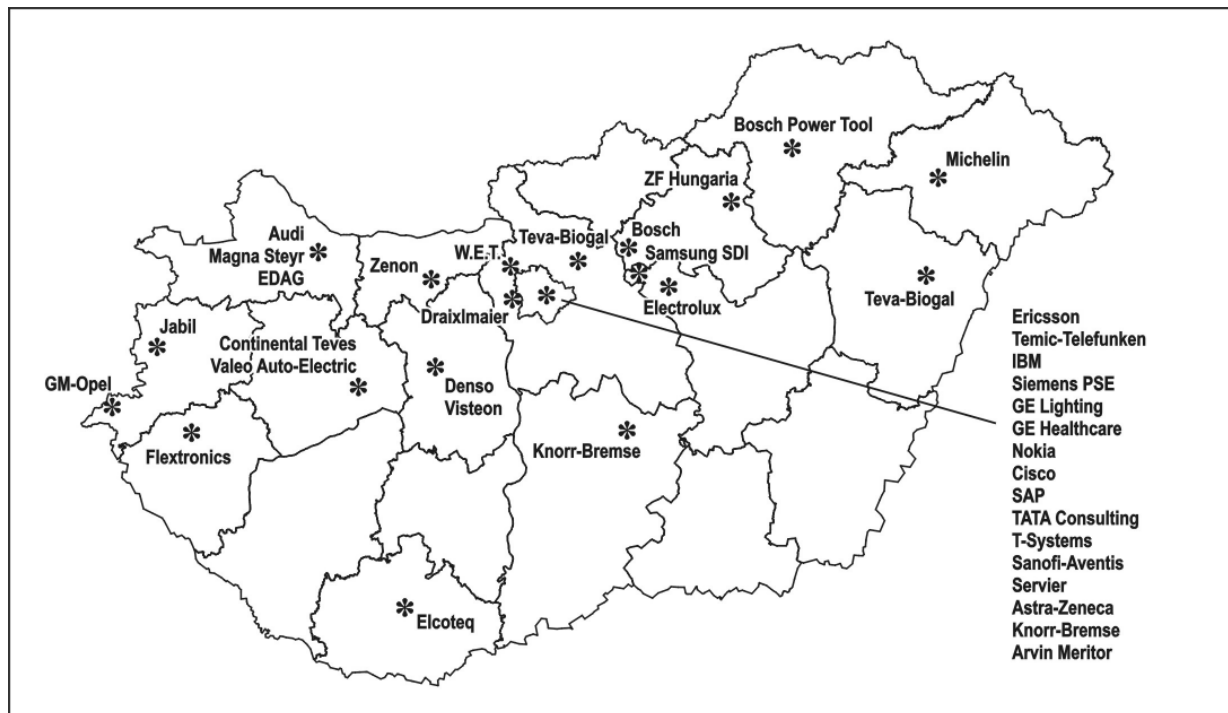 Bosch Power Tool
Michelin
ZF Hungaria
Audi
Magna Steyr
EDAG
Zenon
W.E.T.
Teva-Biogal
Bosch
Samsung SDI
Electrolux
Teva-Biogal
Draixlmaier
Jabil
Continental Teves
Valeo Auto-Electric
GM-Opel
Denso
Visteon
Flextronics
Knorr-Bremse
Elcoteq
Ericsson
Temic-Telefunken
IBM
Siemens PSE
GE Lighting
GE Healthcare
Nokia
Cisco
SAP
TATA Consulting
T-Systems
Sanofi-Aventis
Servier
Astra-Zeneca
Knorr-Bremse
Arvin Meritor